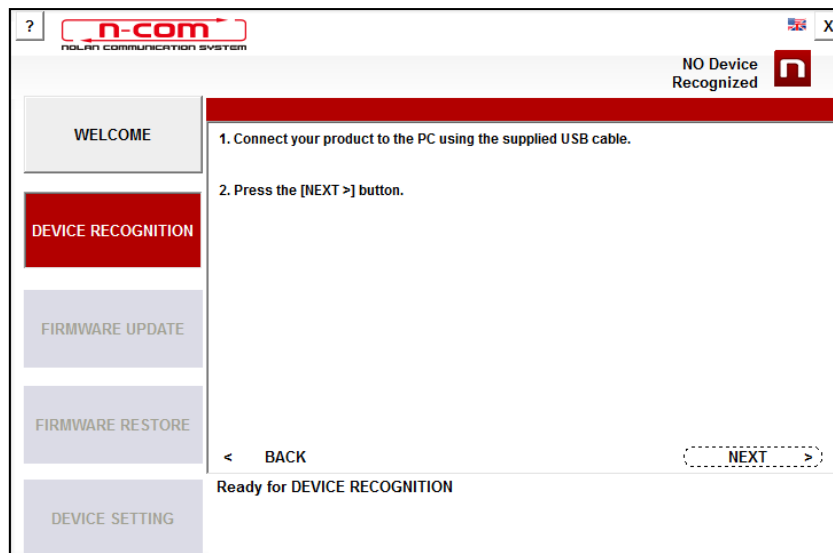 ?
n-com
NOLAN COMMUNICATION SYSTEM
X
NO Device
Recognized
n
WELCOME
1. Connect your product to the PC using the supplied USB cable.
2. Press the [NEXT >] button.
DEVICE RECOGNITION
FIRMWARE UPDATE
FIRMWARE RESTORE
< BACK
NEXT >
Ready for DEVICE RECOGNITION
DEVICE SETTING